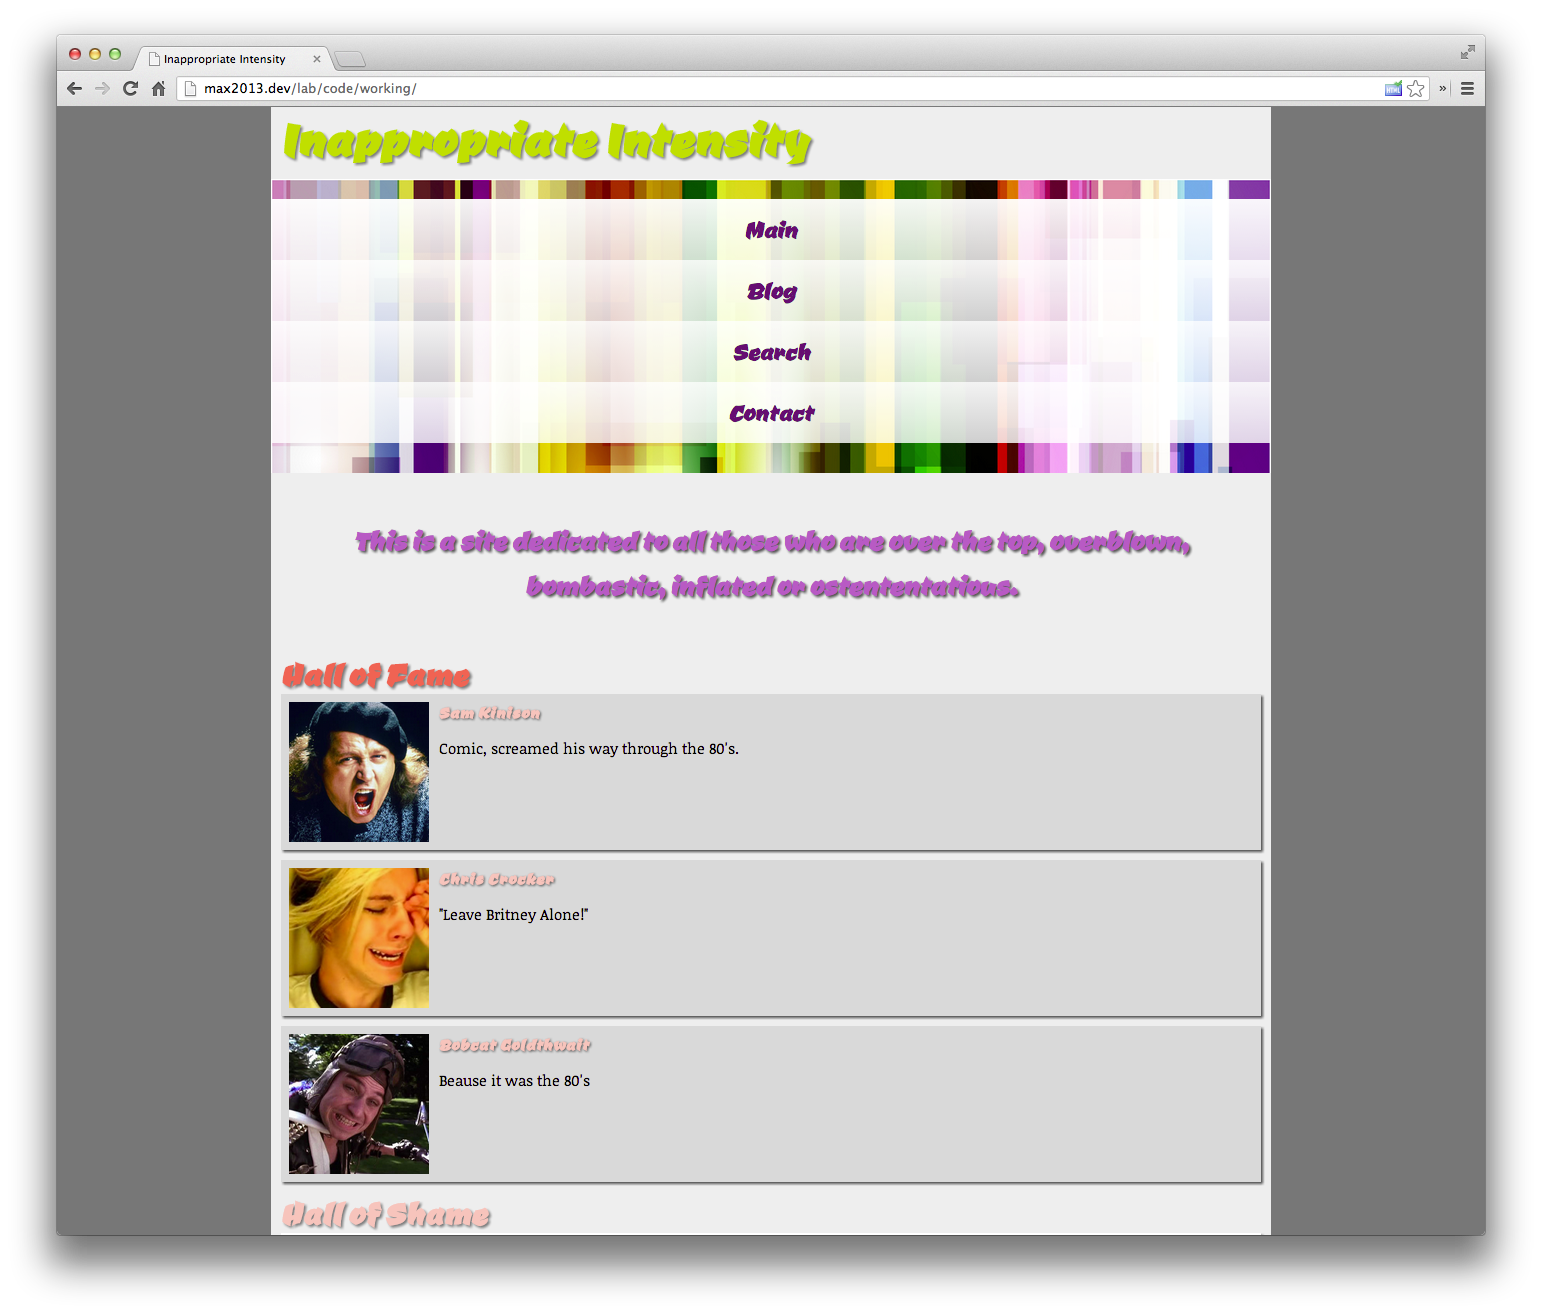 Inappropriate Intensity
max2013.dev/lab/code/working/
HTML
»
Inappropriate Intensity
Main
Blog
Search
Contact
This is a site dedicated to all those who are over the top, overblown,
bombastic, inflated or ostententatious.
Hall of Fame
Sam Kinison
Comic, screamed his way through the 80's.
Chris Crocker
"Leave Britney Alone!"
Bobcat Goldthwait
Beause it was the 80's
Hall of Shame